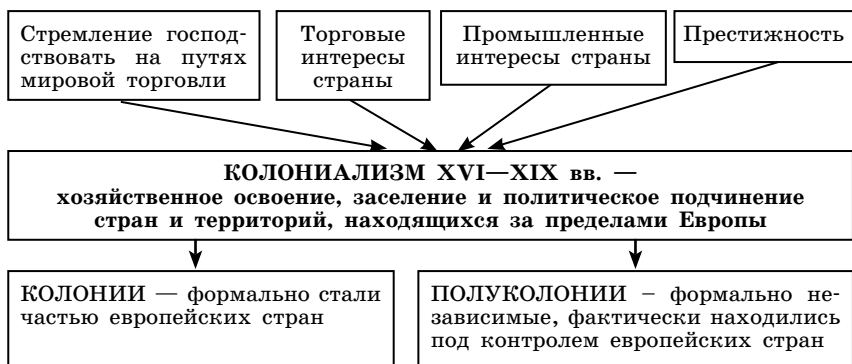 Стремление господ-
ствовать на путях
мировой торговли
Торговые
интересы
страны
Промышленные
интересы страны
Престижность
КОЛОНИАЛИЗМ XVI—XIX вв. —
хозяйственное освоение, заселение и политическое подчинение
стран и территорий, находящихся за пределами Европы
КОЛОНИИ — формально стали
частью европейских стран
ПОЛУКОЛОНИИ – формально не-
зависимые, фактически находились
под контролем европейских стран